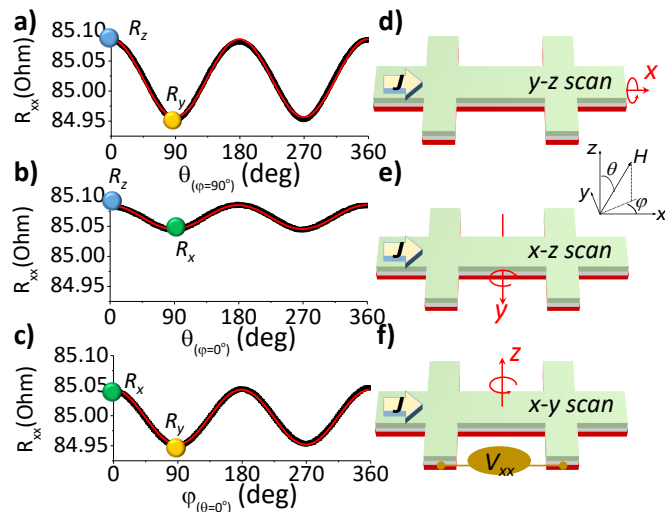 a)
R_xx(Ohm)
85.10
85.05
85.00
84.95
R_z
R_y
0 90 180 270 360
θ_(φ=90°) (deg)
b)
R_xx(Ohm)
85.10
85.05
85.00
84.95
R_z
R_x
0 90 180 270 360
θ_(φ=0°) (deg)
c)
R_xx(Ohm)
85.10
85.05
85.00
84.95
R_x
R_y
0 90 180 270 360
φ_(θ=0°) (deg)
d)
J
y-z scan
x
z
θ
H
y
φ
x
e)
J
x-z scan
y
f)
z
J
x-y scan
V_xx